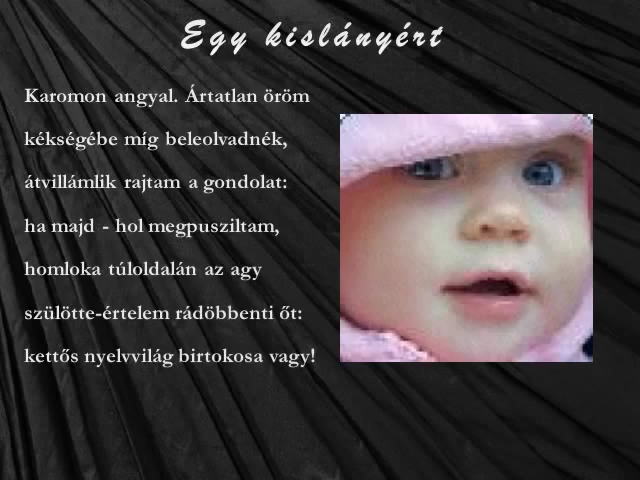 Egy kislányért
Karomon angyal. Ártatlan öröm
kékségébe míg beleolvadnék,
átvillámlik rajtam a gondolat:
ha majd - hol megpusziltam,
homloka túloldalán az agy
szülötte-értelem rádöbbenti őt:
kettős nyelvvilág birtokosa vagy!